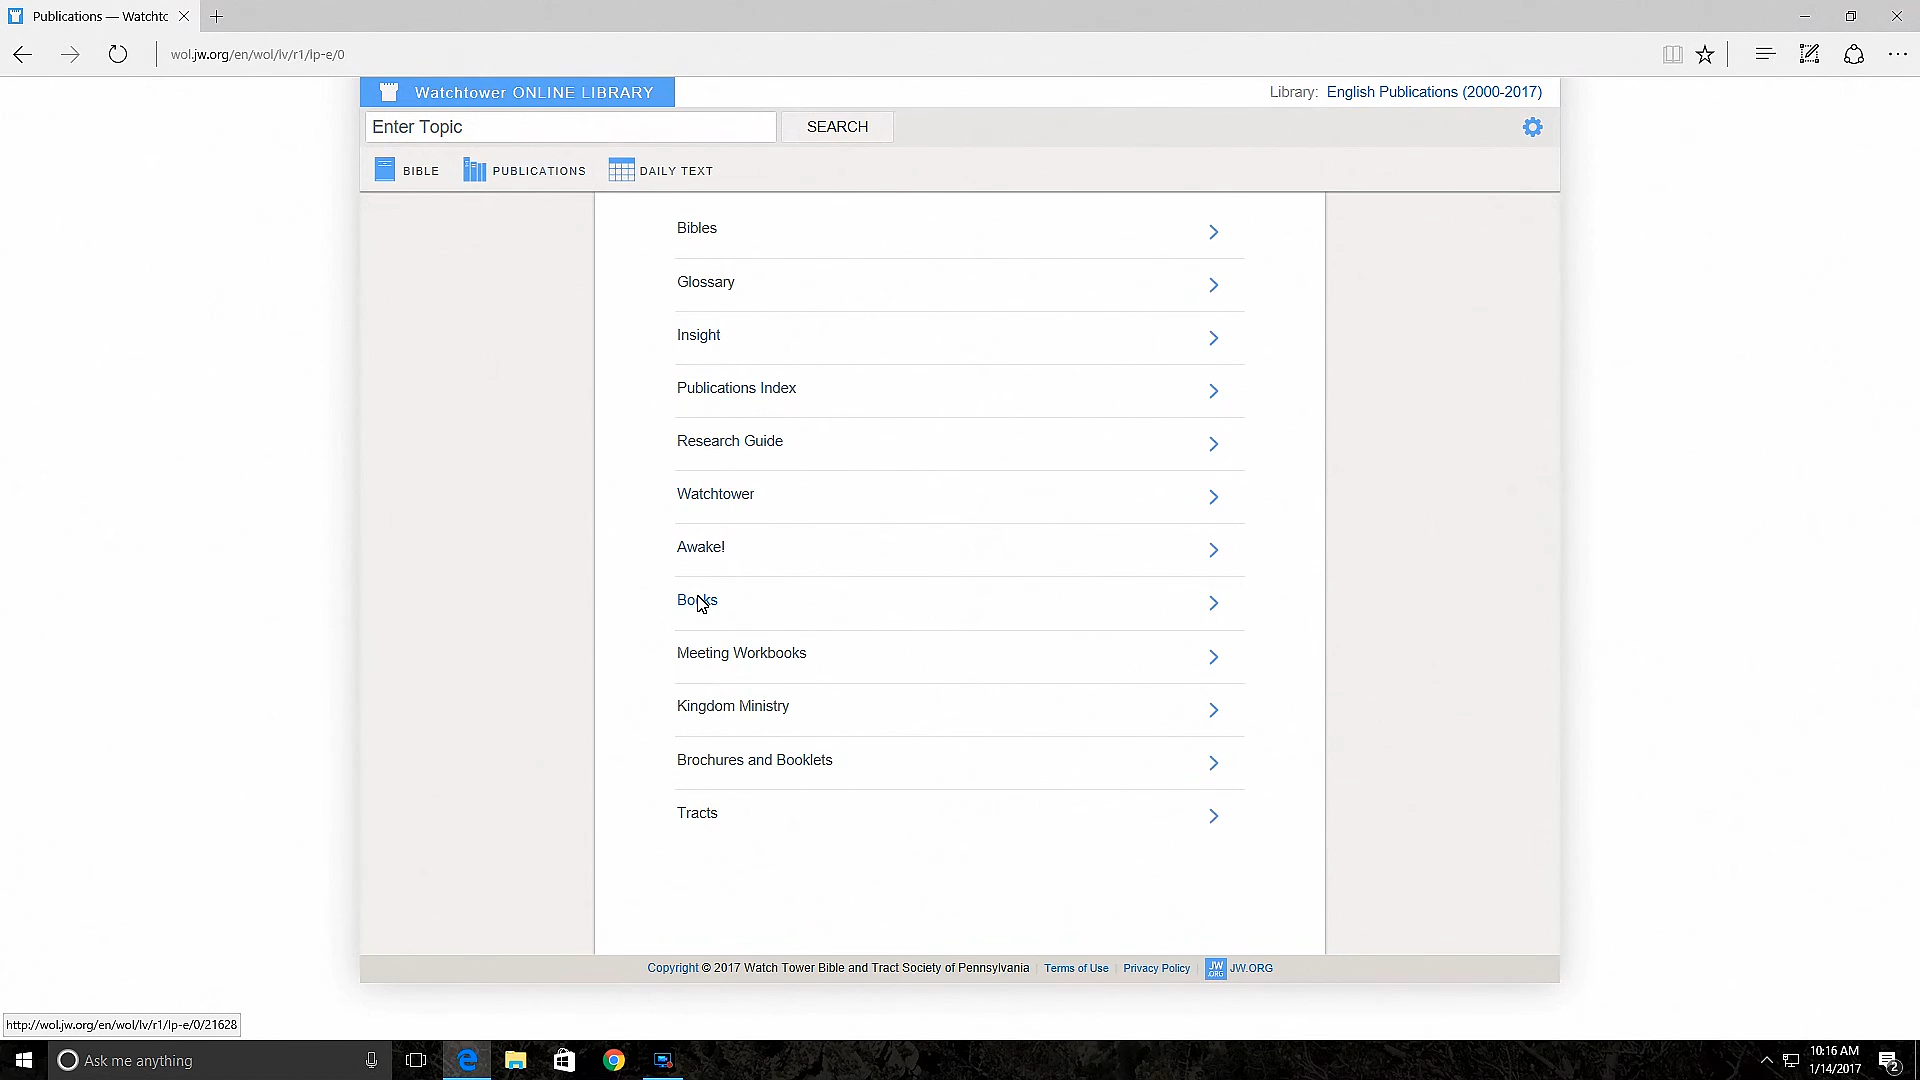 Publications — Watchtc
wol.jw.org/en/wol/lv/r1/lp-e/0
Watchtower ONLINE LIBRARY
Library: English Publications (2000-2017)
Enter Topic
SEARCH
BIBLE
PUBLICATIONS
DAILY TEXT
Bibles
Glossary
Insight
Publications Index
Research Guide
Watchtower
Awake!
Books
Meeting Workbooks
Kingdom Ministry
Brochures and Booklets
Tracts
Copyright © 2017 Watch Tower Bible and Tract Society of Pennsylvania
Terms of Use
Privacy Policy
JW.ORG
JW.ORG
http://wol.jw.org/en/wol/lv/r1/lp-e/0/21628
Ask me anything
10:16 AM
1/14/2017
2